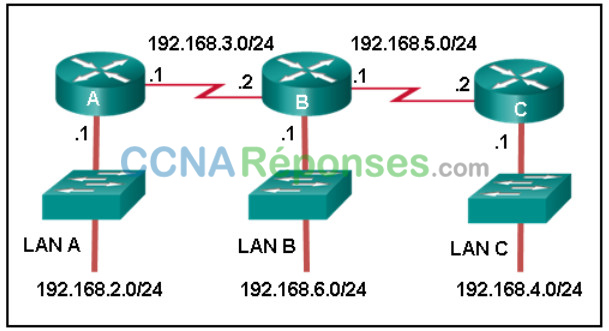 192.168.3.0/24 192.168.5.0/24
.1 .2 .1 .2
A B C
.1 .1 .1
CCNARéponses.com
LAN A LAN B LAN C
192.168.2.0/24 192.168.6.0/24 192.168.4.0/24